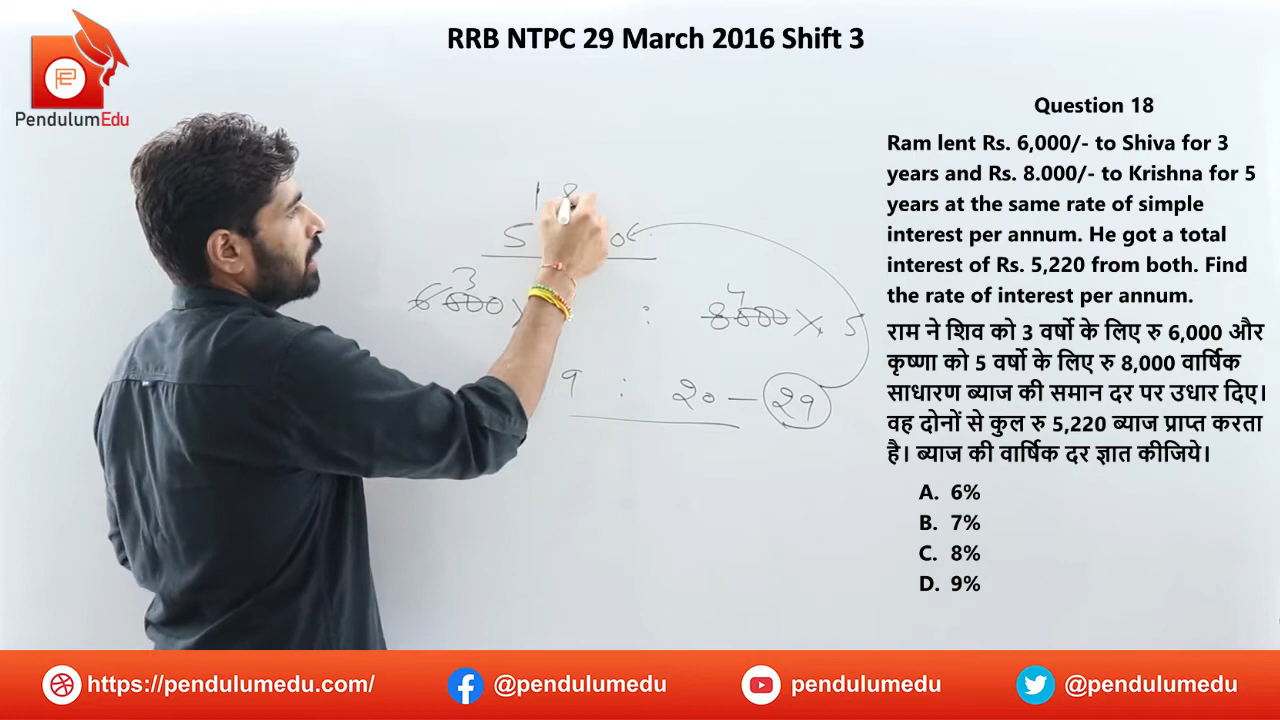 RRB NTPC 29 March 2016 Shift 3
PendulumEdu
Question 18
Ram lent Rs. 6,000/- to Shiva for 3
years and Rs. 8.000/- to Krishna for 5
years at the same rate of simple
interest per annum. He got a total
interest of Rs. 5,220 from both. Find
the rate of interest per annum.
राम ने शिव को 3 वर्षो के लिए रु 6,000 और
कृष्णा को 5 वर्षो के लिए रु 8,000 वार्षिक
साधारण ब्याज की समान दर पर उधार दिए।
वह दोनों से कुल रु 5,220 ब्याज प्राप्त करता
है। ब्याज की वार्षिक दर ज्ञात कीजिये।
A. 6%
B. 7%
C. 8%
D. 9%
18
5 0
3 4
6000 X : 8000 X 5
9 : 20 — 29
https://pendulumedu.com/ @pendulumedu pendulumedu @pendulumedu